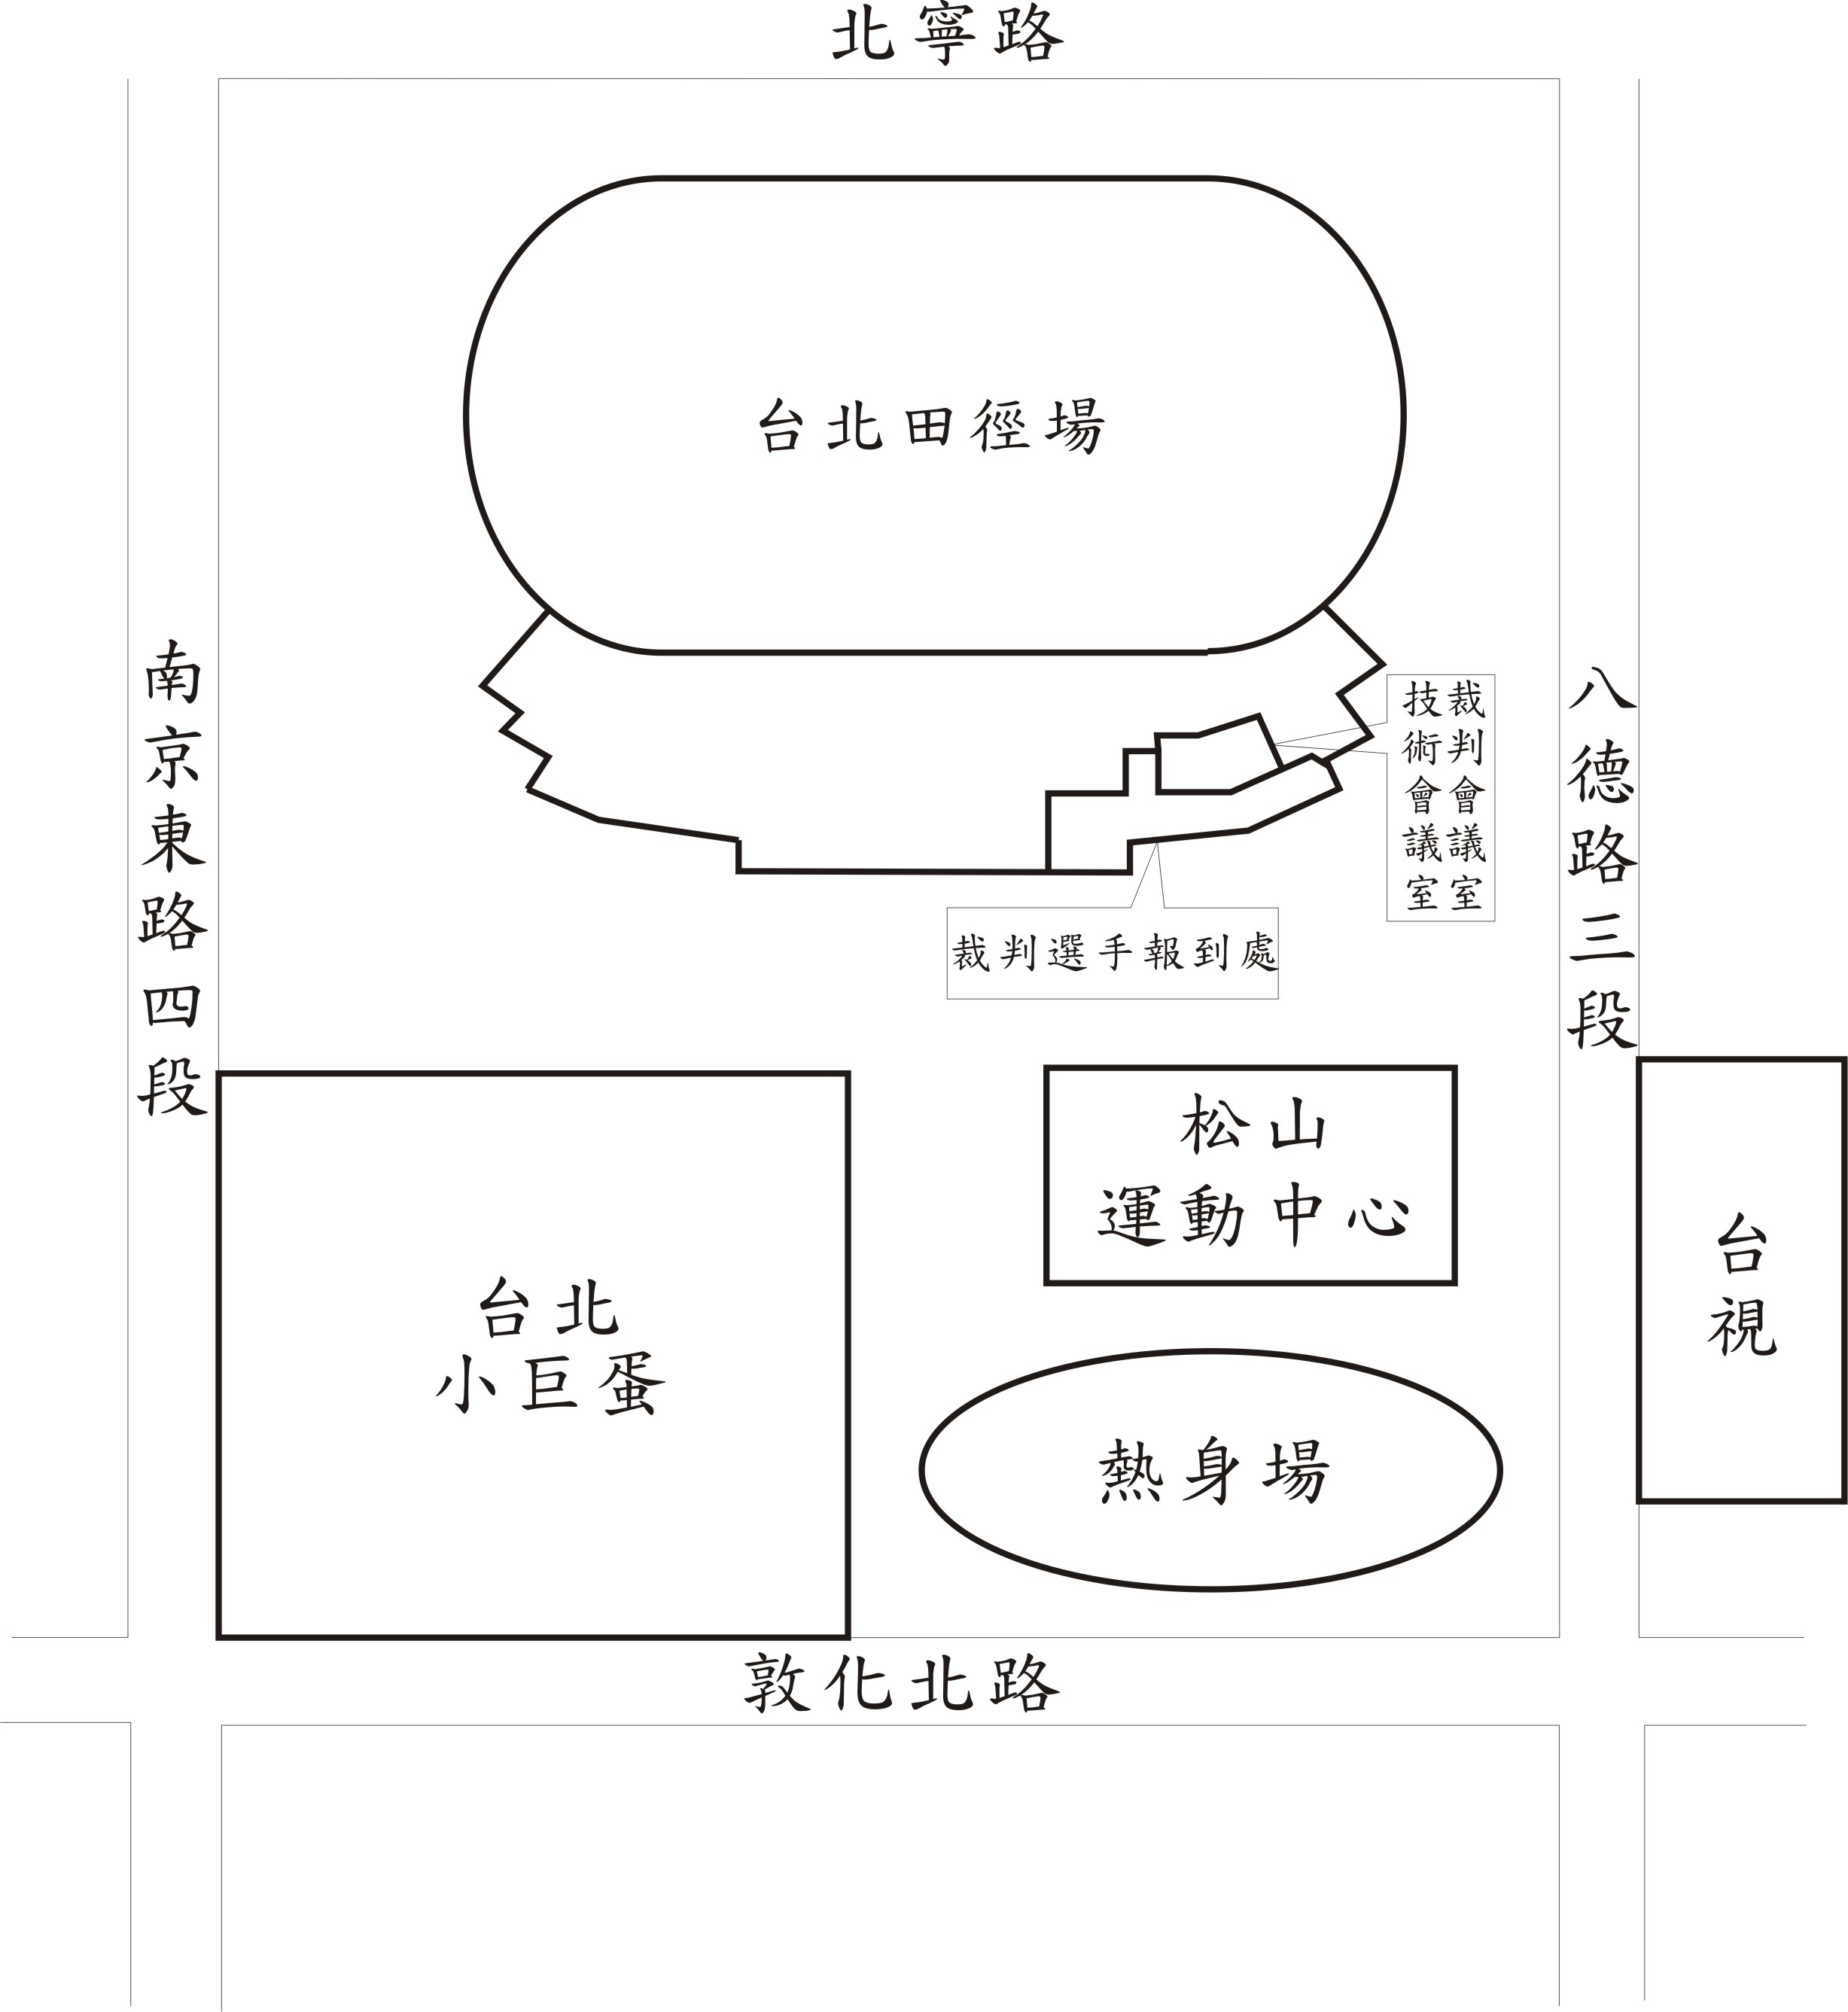 北寧路
台北田徑場
南京東路四段
八德路三段
裁判會議室
技術會議室
裁判選手報到處
松山
運動中心
台北
小巨蛋
熱身場
台視
敦化北路